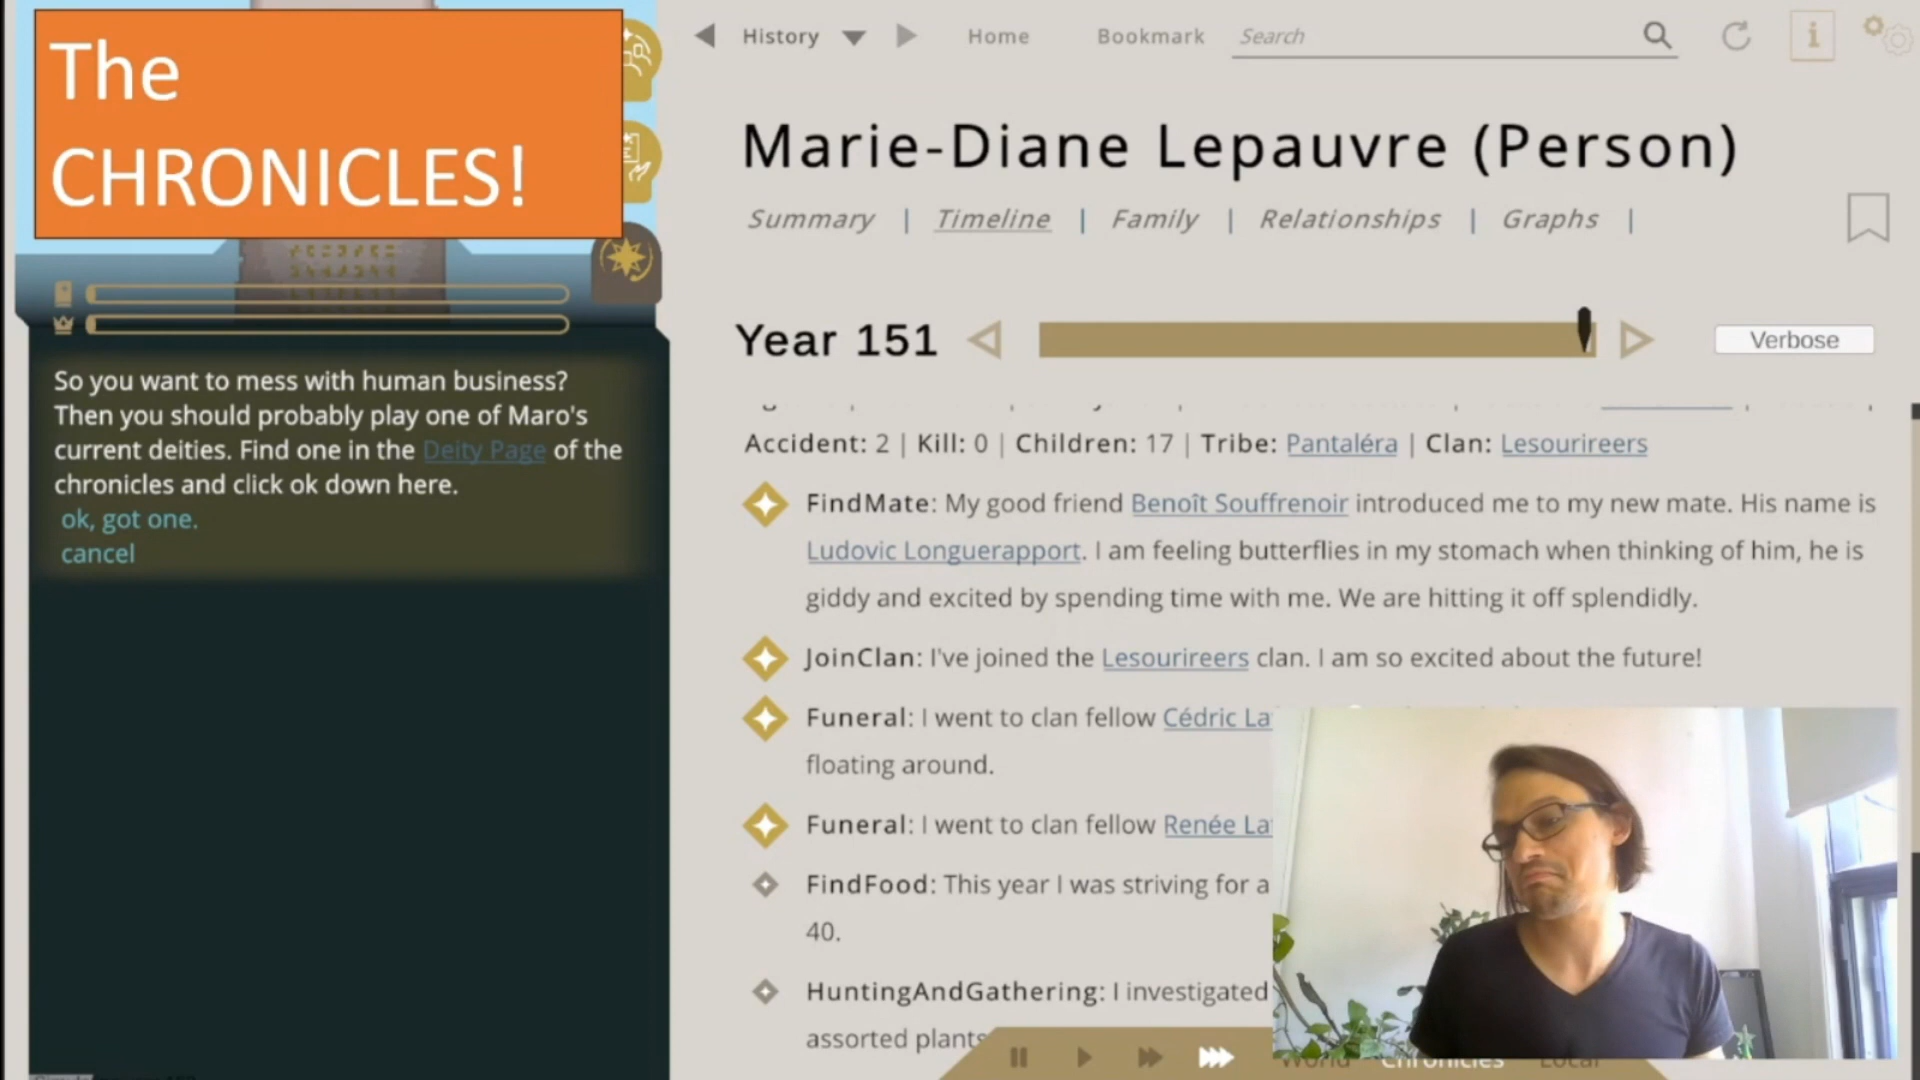 The
CHRONICLES!
So you want to mess with human business?
Then you should probably play one of Maro's
current deities. Find one in the Deity Page of the
chronicles and click ok down here.
ok, got one.
cancel
History
Home
Bookmark
Search
Marie-Diane Lepauvre (Person)
Summary | Timeline | Family | Relationships | Graphs |
Year 151
Verbose
Accident: 2 | Kill: 0 | Children: 17 | Tribe: Pantaléra | Clan: Lesourireers
FindMate: My good friend Benoît Souffrenoir introduced me to my new mate. His name is
Ludovic Longuerapport. I am feeling butterflies in my stomach when thinking of him, he is
giddy and excited by spending time with me. We are hitting it off splendidly.
JoinClan: I've joined the Lesourireers clan. I am so excited about the future!
Funeral: I went to clan fellow Cédric
floating around.
Funeral: I went to clan fellow Renée
FindFood: This year I was striving for a
40.
HuntingAndGathering: I investigated
assorted plants
World Chronicles Local